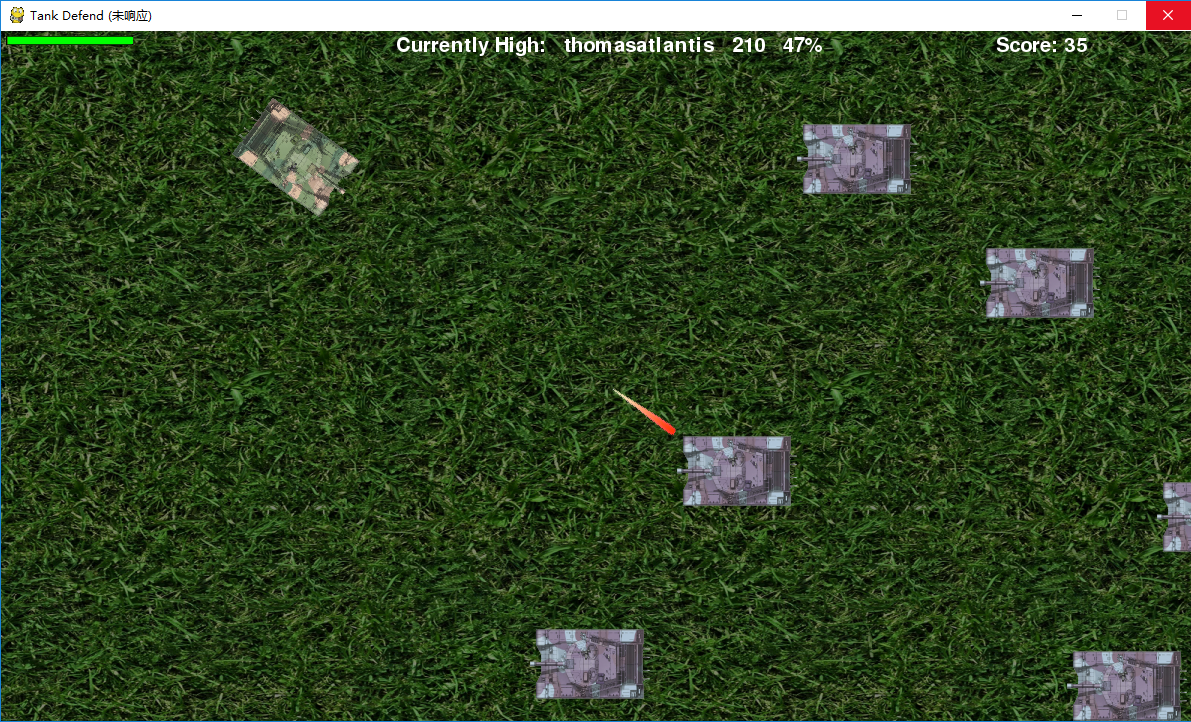 Tank Defend (未响应)
Currently High: thomasatlantis 210 47% Score: 35